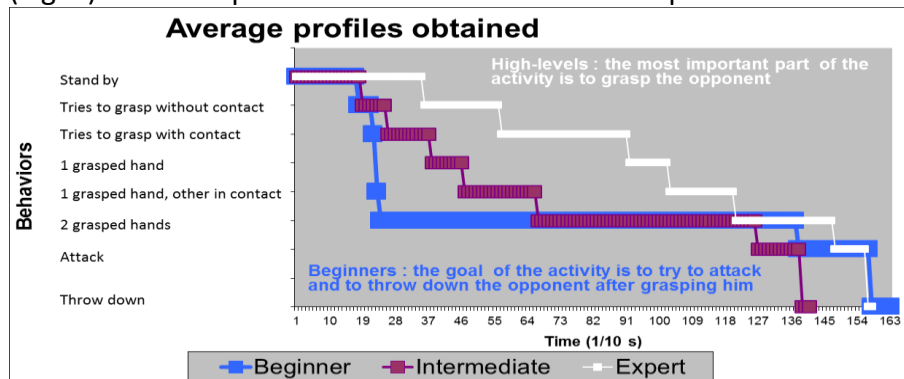 Average profiles obtained
High-levels : the most important part of the
activity is to grasp the opponent
Behaviors
Stand by
Tries to grasp without contact
Tries to grasp with contact
1 grasped hand
1 grasped hand, other in contact
2 grasped hands
Attack
Throw down
Beginners : the goal of the activity is to try to attack
and to throw down the opponent after grasping him
1 10 19 28 37 46 55 64 73 82 91 100 109 118 127 136 145 154 163
Time (1/10 s)
Beginner Intermediate Expert